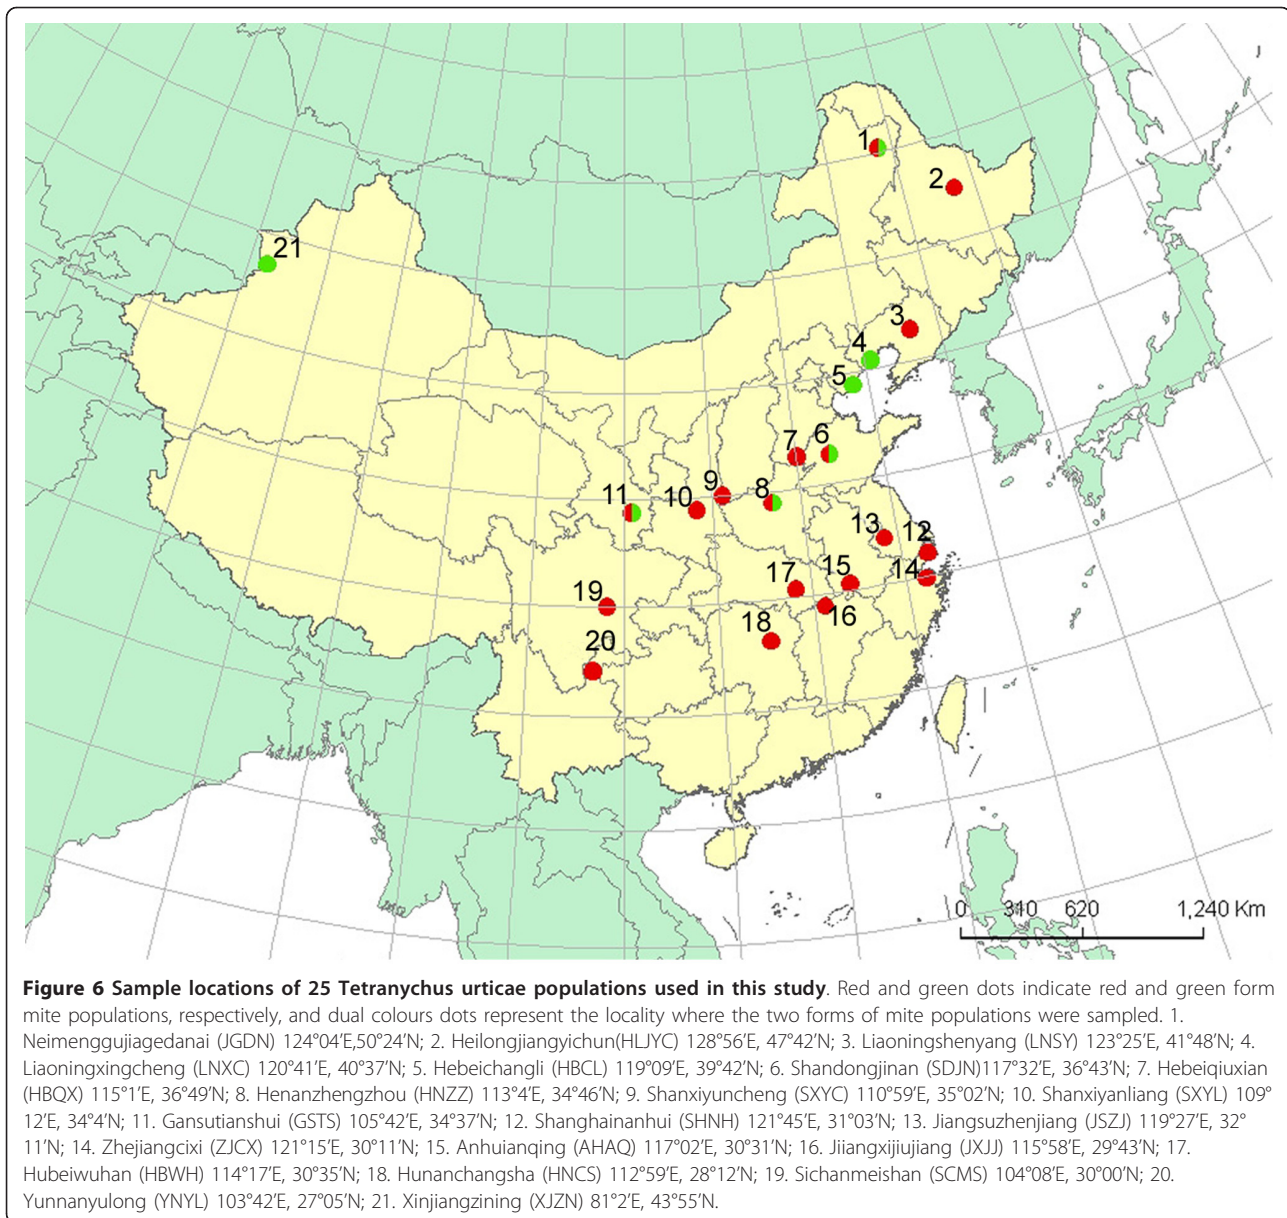 1
2
21
3
4
5
7 6
9 8
11 10
13 12
14
17 15
16
19
18
20
0 340 620 1,240 Km
Figure 6 Sample locations of 25 Tetranychus urticae populations used in this study. Red and green dots indicate red and green form
mite populations, respectively, and dual colours dots represent the locality where the two forms of mite populations were sampled. 1.
Neimenggujiagedanai (JGDN) 124°04′E,50°24′N; 2. Heilongjiangyichun(HLJYC) 128°56′E, 47°42′N; 3. Liaoningshenyang (LNSY) 123°25′E, 41°48′N; 4.
Liaoningxingcheng (LNXC) 120°41′E, 40°37′N; 5. Hebeichangli (HBCL) 119°09′E, 39°42′N; 6. Shandongjinan (SDJN)117°32′E, 36°43′N; 7. Hebeiqiuxian
(HBQX) 115°1′E, 36°49′N; 8. Henanzhengzhou (HNZZ) 113°4′E, 34°46′N; 9. Shanxiyuncheng (SXYC) 110°59′E, 35°02′N; 10. Shanxiyanliang (SXYL) 109°
12′E, 34°4′N; 11. Gansutianshui (GSTS) 105°42′E, 34°37′N; 12. Shanghainanhui (SHNH) 121°45′E, 31°03′N; 13. Jiangsuzhenjiang (JSZJ) 119°27′E, 32°
11′N; 14. Zhejiangcixi (ZJCX) 121°15′E, 30°11′N; 15. Anhuianqing (AHAQ) 117°02′E, 30°31′N; 16. Jiiangxijiujiang (JXJJ) 115°58′E, 29°43′N; 17.
Hubeiwuhan (HBWH) 114°17′E, 30°35′N; 18. Hunanchangsha (HNCS) 112°59′E, 28°12′N; 19. Sichanmeishan (SCMS) 104°08′E, 30°00′N; 20.
Yunnanyulong (YNYL) 103°42′E, 27°05′N; 21. Xinjiangzining (XJZN) 81°2′E, 43°55′N.